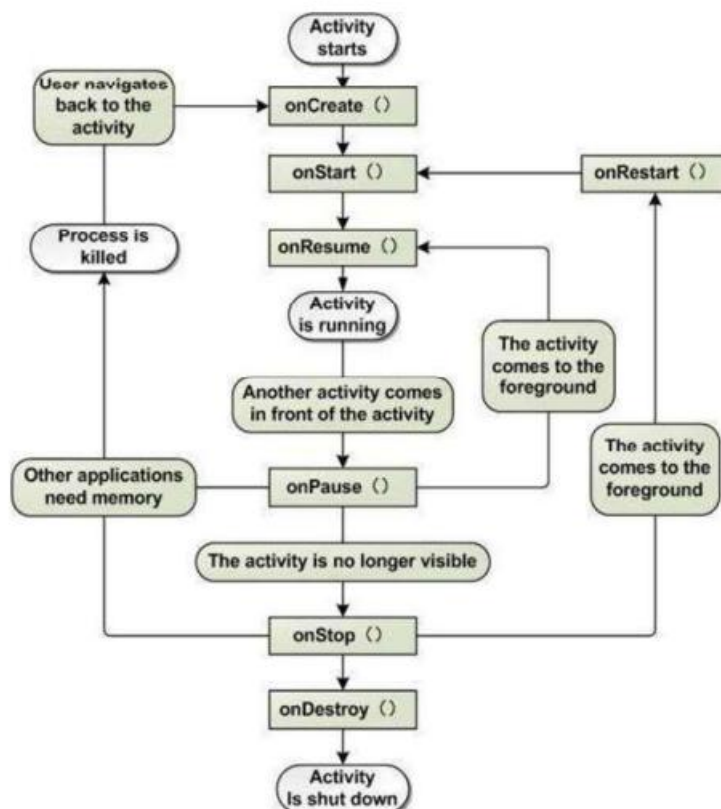 Activity
starts
User navigates
back to the
activity
onCreate ()
onStart ()
onRestart ()
Process is
killed
onResume ()
Activity
is running
The activity
comes to the
foreground
Another activity comes
in front of the activity
The activity
comes to the
foreground
Other applications
need memory
onPause ()
The activity is no longer visible
onStop ()
onDestroy ()
Activity
Is shut down